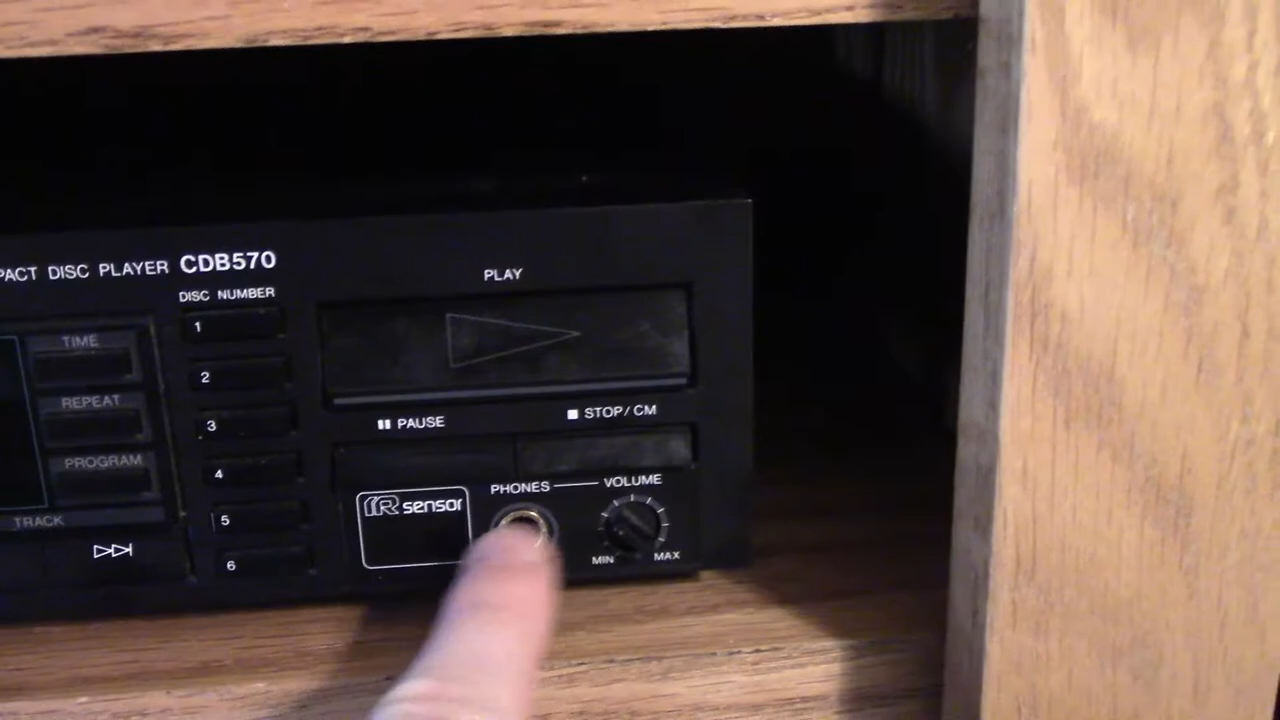 PACT DISC PLAYER CDB570
DISC NUMBER
1
2
3
4
5
6
TIME
REPEAT
PROGRAM
TRACK
PLAY
PAUSE
STOP/CM
IR sensor
PHONES
VOLUME
MIN
MAX